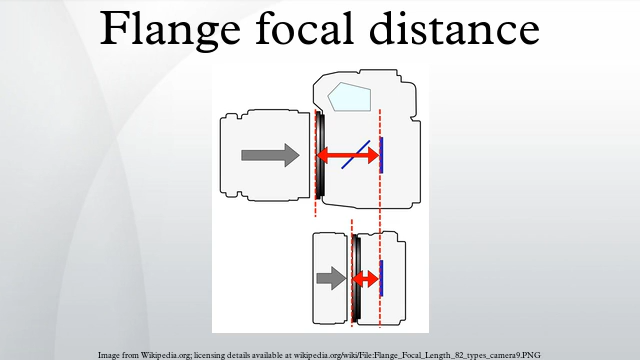 Flange focal distance
Image from Wikipedia.org; licensing details available at wikipedia.org/wiki/File:Flange_Focal_Length_82_types_camera9.PNG